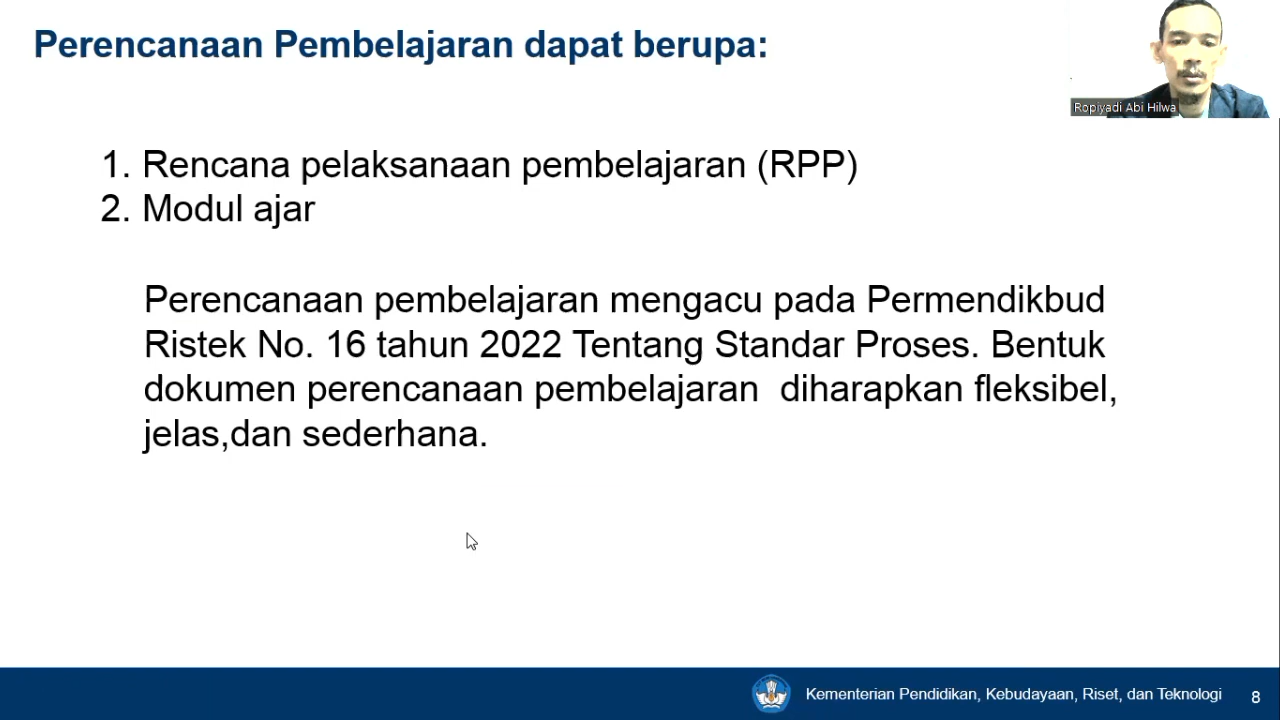 Perencanaan Pembelajaran dapat berupa:
Ropiyadi Abi Hilwa
1. Rencana pelaksanaan pembelajaran (RPP)
2. Modul ajar
Perencanaan pembelajaran mengacu pada Permendikbud
Ristek No. 16 tahun 2022 Tentang Standar Proses. Bentuk
dokumen perencanaan pembelajaran  diharapkan fleksibel,
jelas,dan sederhana.
Kementerian Pendidikan, Kebudayaan, Riset, dan Teknologi
8